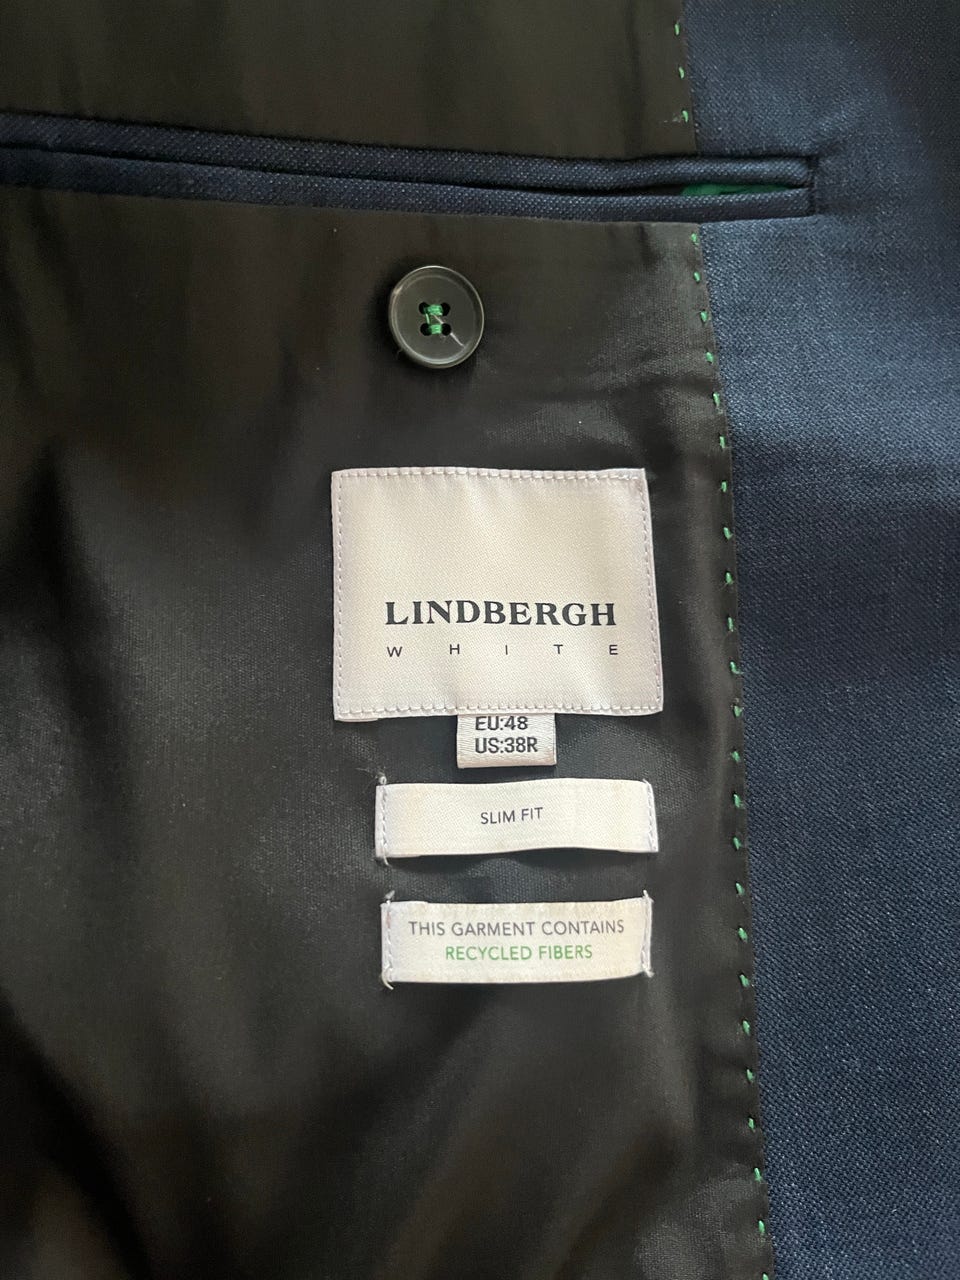 LINDBERGH
WHITE
EU:48
US:38R
SLIM FIT
THIS GARMENT CONTAINS
RECYCLED FIBERS